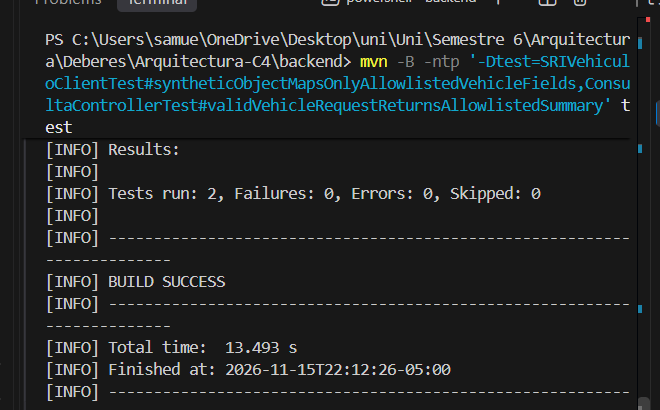 Problems Terminal powershell - backend
PS C:\Users\samue\OneDrive\Desktop\uni\Uni\Semestre 6\Arquitectur
a\Deberes\Arquitectura-C4\backend> mvn -B -ntp '-Dtest=SRIVehicul
oClientTest#syntheticObjectMapsOnlyAllowlistedVehicleFields,Consu
ltaControllerTest#validVehicleRequestReturnsAllowlistedSummary' t
est
[INFO] Results:
[INFO]
[INFO] Tests run: 2, Failures: 0, Errors: 0, Skipped: 0
[INFO]
[INFO] ----------------------------------------------------------
--------------
[INFO] BUILD SUCCESS
[INFO] ----------------------------------------------------------
--------------
[INFO] Total time:  13.493 s
[INFO] Finished at: 2026-11-15T22:12:26-05:00
[INFO] ----------------------------------------------------------